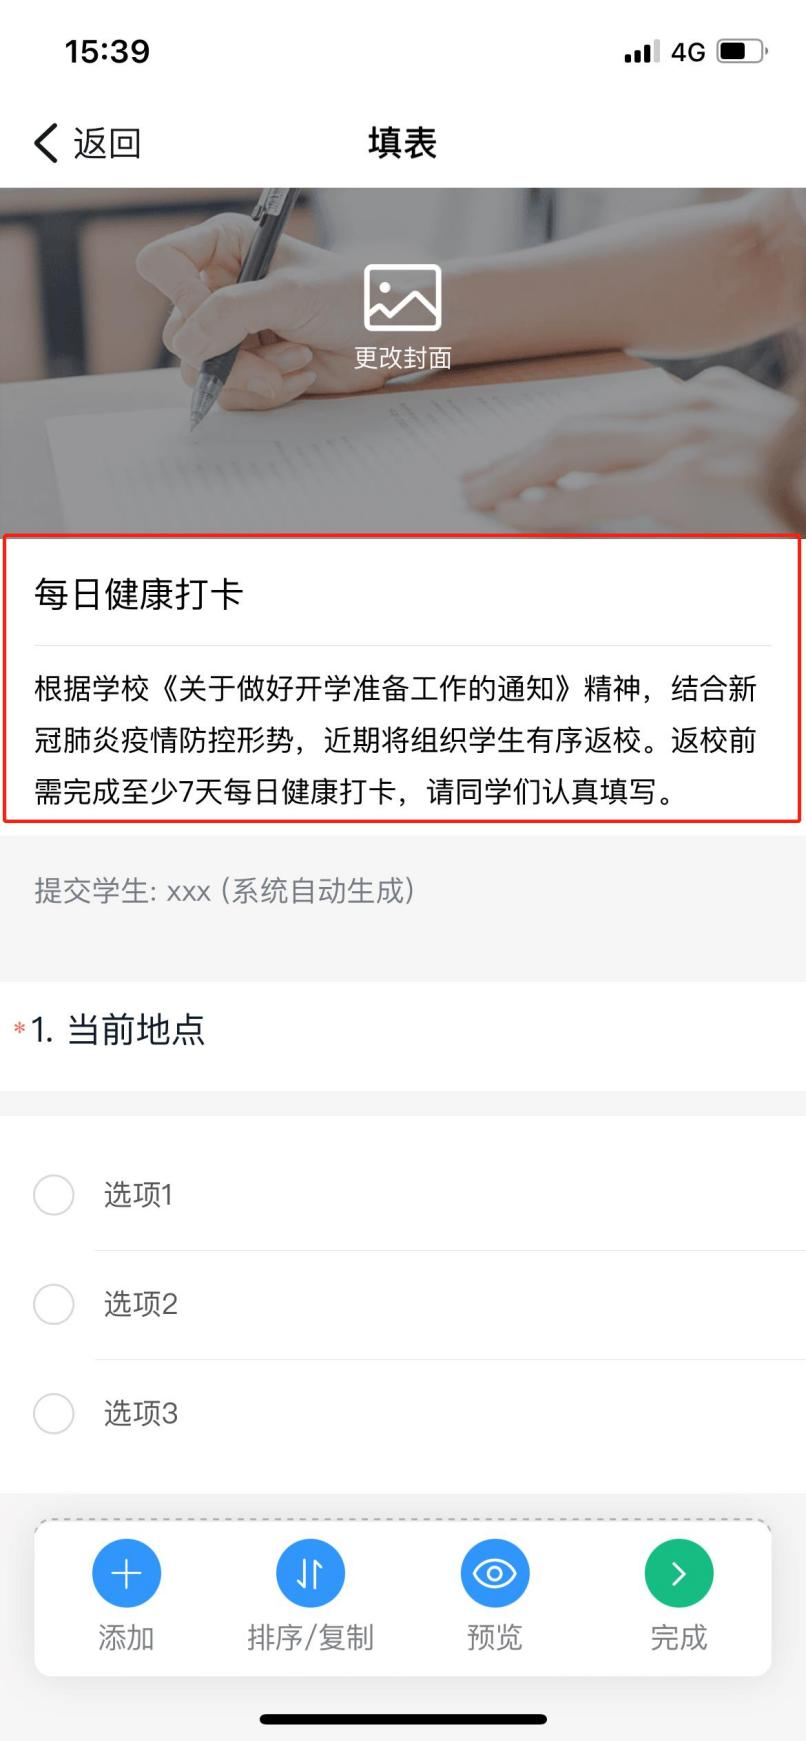 15:39
4G
返回
填表
更改封面
每日健康打卡
根据学校《关于做好开学准备工作的通知》精神，结合新
冠肺炎疫情防控形势，近期将组织学生有序返校。返校前
需完成至少7天每日健康打卡，请同学们认真填写。
提交学生: xxx (系统自动生成)
*1. 当前地点
选项1
选项2
选项3
添加
排序/复制
预览
完成